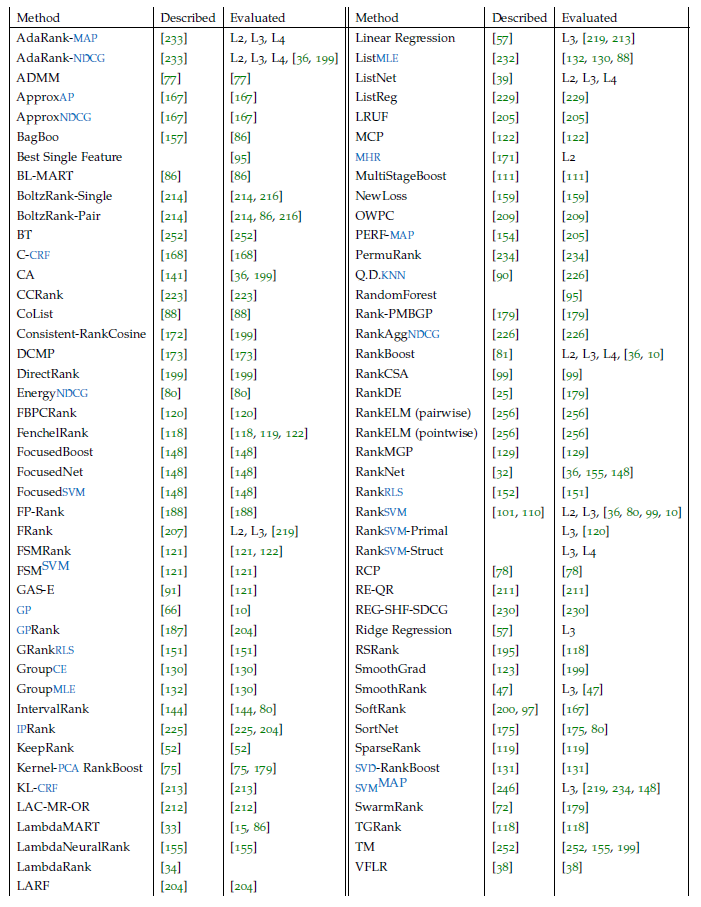 Method Described Evaluated Method Described Evaluated
AdaRank-MAP [233] L2, L3, L4 Linear Regression [57] L3, [219, 213]
AdaRank-NDCG [233] L2, L3, L4, [36, 199] ListMLE [232] [132, 130, 88]
ADMM [77] [77] ListNet [39] L2, L3, L4
ApproxAP [167] [167] ListReg [229] [229]
ApproxNDCG [167] [167] LRUF [205] [205]
BagBoo [157] [86] MCP [122] [122]
Best Single Feature [95] MHR [171] L2
BL-MART [86] [86] MultiStageBoost [111] [111]
BoltzRank-Single [214] [214, 216] NewLoss [159] [159]
BoltzRank-Pair [214] [214, 86, 216] OWPC [209] [209]
BT [252] [252] PERF-MAP [154] [205]
C-CRF [168] [168] PermuRank [234] [234]
CA [141] [36, 199] Q.D.KNN [90] [226]
CCRank [223] [223] RandomForest [95]
CoList [88] [88] Rank-PMBGP [179] [179]
Consistent-RankCosine [172] [199] RankAggNDCG [226] [226]
DCMP [173] [173] RankBoost [81] L2, L3, L4, [36, 10]
DirectRank [199] [199] RankCSA [99] [99]
EnergyNDCG [80] [80] RankDE [25] [179]
FBPCRank [120] [120] RankELM (pairwise) [256] [256]
FenchelRank [118] [118, 119, 122] RankELM (pointwise) [256] [256]
FocusedBoost [148] [148] RankMGP [129] [129]
FocusedNet [148] [148] RankNet [32] [36, 155, 148]
FocusedSVM [148] [148] RankRLS [152] [151]
FP-Rank [188] [188] RankSVM [101, 110] L2, L3, [36, 80, 99, 10]
FRank [207] L2, L3, [219] RankSVM-Primal L3, [120]
FSMRank [121] [121, 122] RankSVM-Struct L3, L4
FSMSVM [121] [121] RCP [78] [78]
GAS-E [91] [121] RE-QR [211] [211]
GP [66] [10] REG-SHF-SDCG [230] [230]
GPRank [187] [204] Ridge Regression [57] L3
GRankRLS [151] [151] RSRank [195] [118]
GroupCE [130] [130] SmoothGrad [123] [199]
GroupMLE [132] [130] SmoothRank [47] L3, [47]
IntervalRank [144] [144, 80] SoftRank [200, 97] [167]
IPRank [225] [225, 204] SortNet [175] [175, 80]
KeepRank [52] [52] SparseRank [119] [119]
Kernel-PCA RankBoost [75] [75, 179] SVD-RankBoost [131] [131]
KL-CRF [213] [213] SVMMAP [246] L3, [219, 234, 148]
LAC-MR-OR [212] [212] SwarmRank [72] [179]
LambdaMART [33] [15, 86] TGRank [118] [118]
LambdaNeuralRank [155] [155] TM [252] [252, 155, 199]
LambdaRank [34] VFLR [38] [38]
LARF [204] [204]